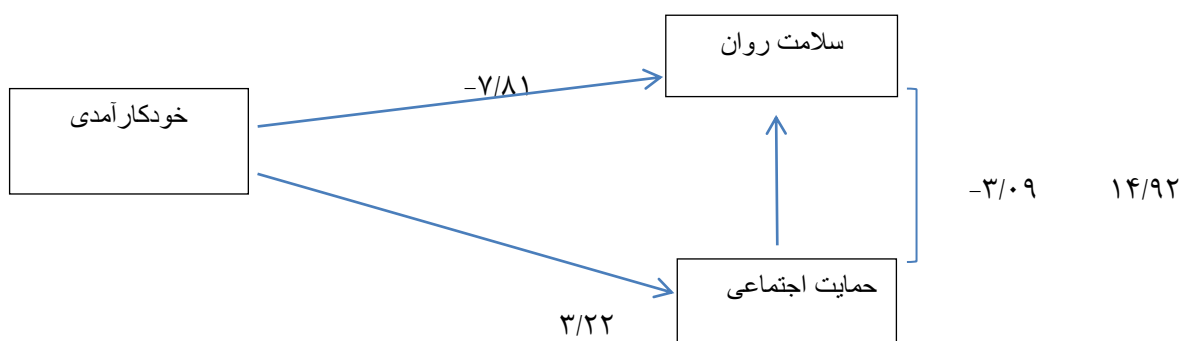 سلامت روان
–۷/۸۱
خودکارآمدی
–۳/۰۹
۱۴/۹۲
حمایت اجتماعی
۳/۲۲